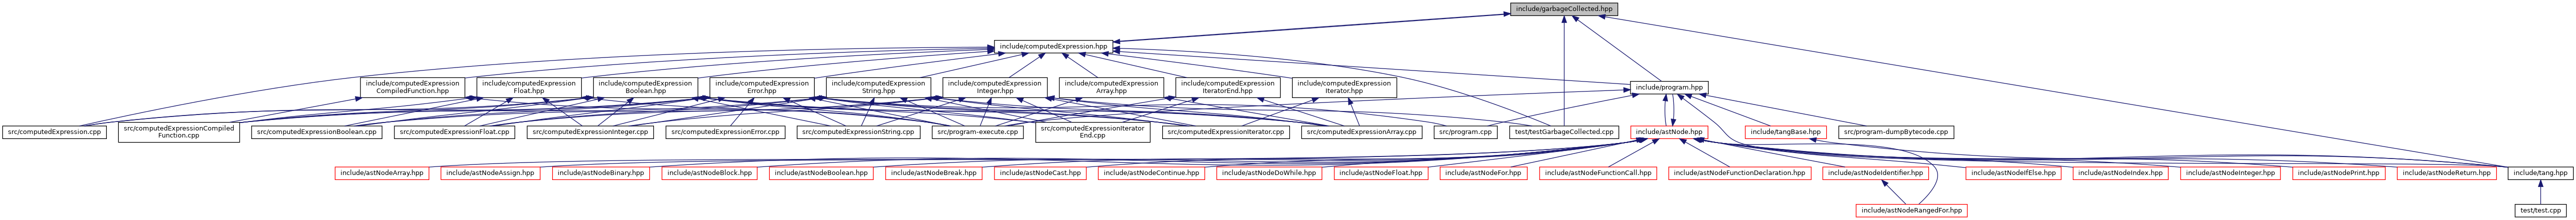 include/garbageCollected.hpp
include/computedExpression.hpp
include/computedExpression
CompiledFunction.hpp
include/computedExpression
Float.hpp
include/computedExpression
Boolean.hpp
include/computedExpression
Error.hpp
include/computedExpression
String.hpp
include/computedExpression
Integer.hpp
include/computedExpression
Array.hpp
include/computedExpression
IteratorEnd.hpp
include/computedExpression
Iterator.hpp
include/program.hpp
src/computedExpression.cpp
src/computedExpressionCompiled
Function.cpp
src/computedExpressionBoolean.cpp
src/computedExpressionFloat.cpp
src/computedExpressionInteger.cpp
src/computedExpressionError.cpp
src/computedExpressionString.cpp
src/program-execute.cpp
src/computedExpressionIterator
End.cpp
src/computedExpressionIterator.cpp
src/computedExpressionArray.cpp
src/program.cpp
test/testGarbageCollected.cpp
include/astNode.hpp
include/tangBase.hpp
src/program-dumpBytecode.cpp
include/astNodeArray.hpp
include/astNodeAssign.hpp
include/astNodeBinary.hpp
include/astNodeBlock.hpp
include/astNodeBoolean.hpp
include/astNodeBreak.hpp
include/astNodeCast.hpp
include/astNodeContinue.hpp
include/astNodeDoWhile.hpp
include/astNodeFloat.hpp
include/astNodeFor.hpp
include/astNodeFunctionCall.hpp
include/astNodeFunctionDeclaration.hpp
include/astNodeIdentifier.hpp
include/astNodeIfElse.hpp
include/astNodeIndex.hpp
include/astNodeInteger.hpp
include/astNodePrint.hpp
include/astNodeReturn.hpp
include/tang.hpp
include/astNodeRangedFor.hpp
test/test.cpp